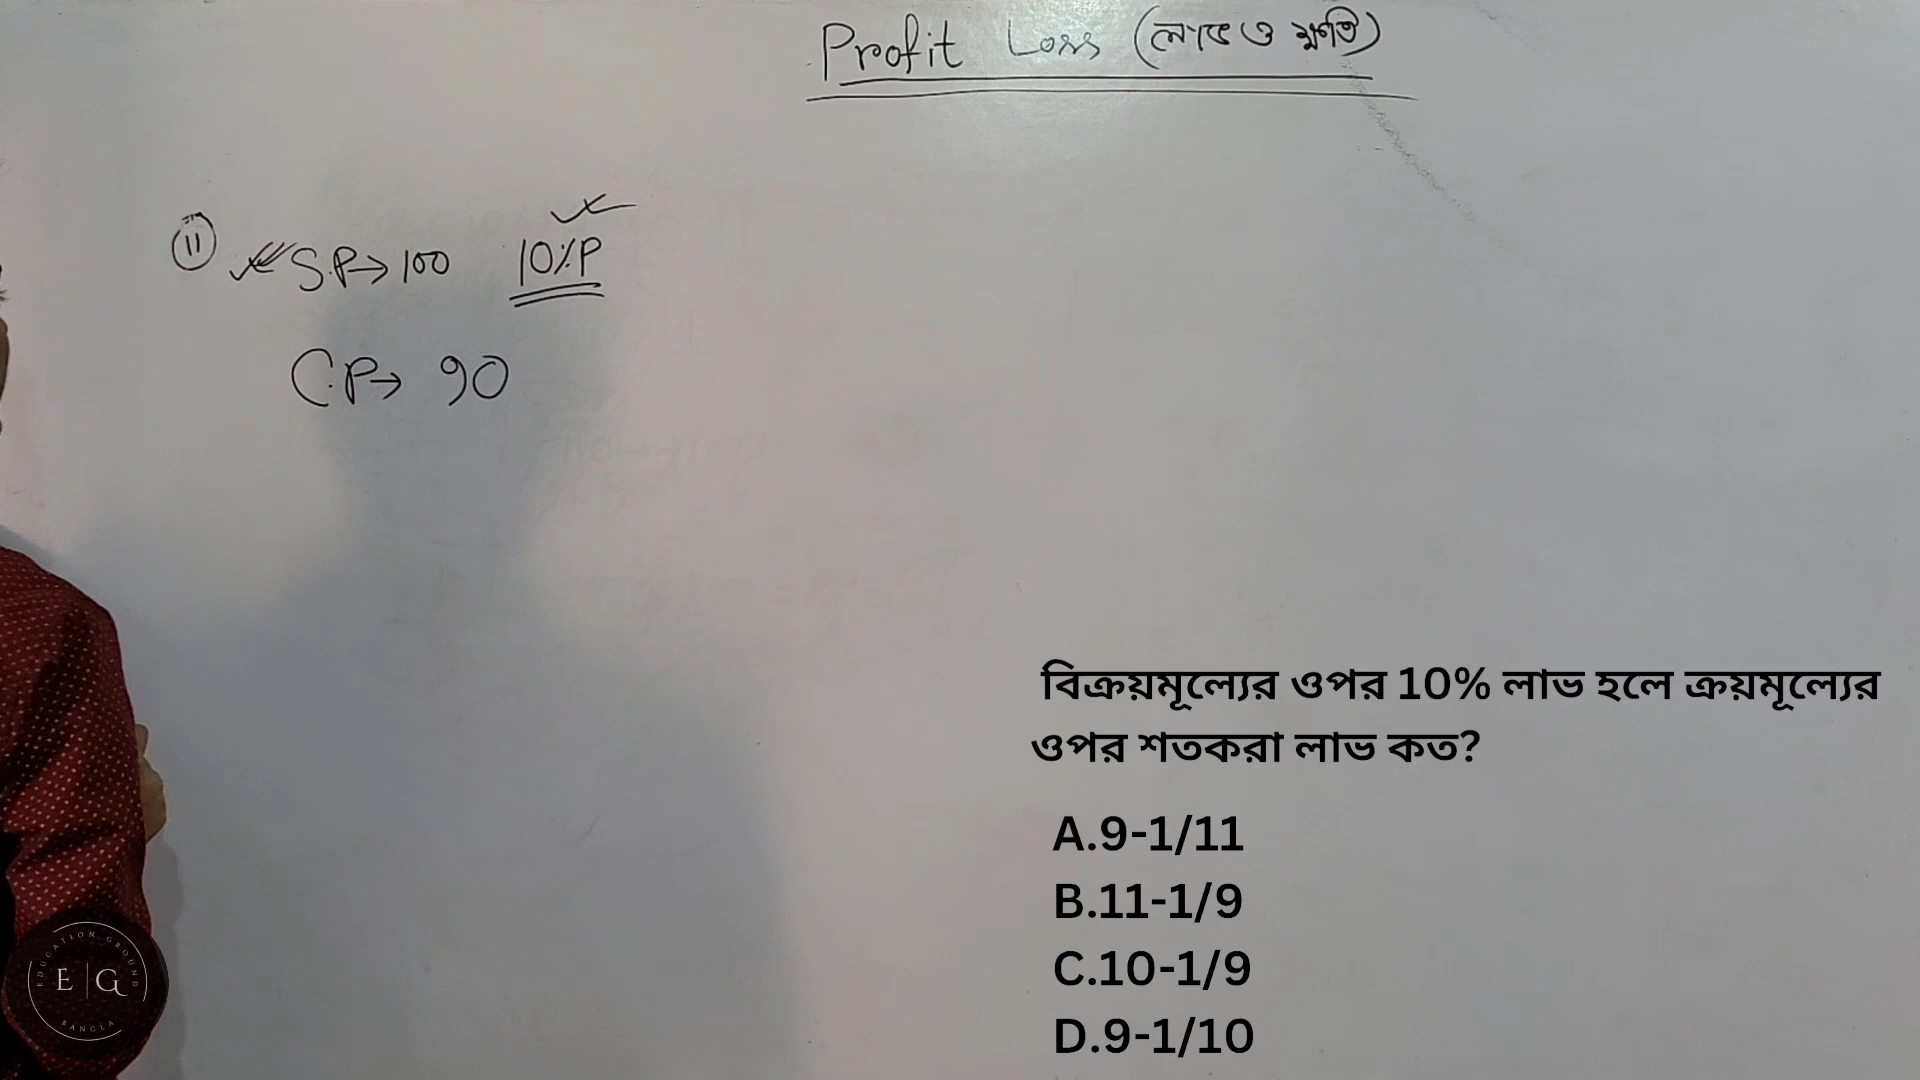 Profit Loss (লাভ ও ক্ষতি)
11 S.P→100 10%P
C.P→ 90
বিক্রয়মূল্যের ওপর 10% লাভ হলে ক্রয়মূল্যের
ওপর শতকরা লাভ কত?
A.9-1/11
B.11-1/9
C.10-1/9
D.9-1/10
EDUCATION GROUND
E|G
BANGLA